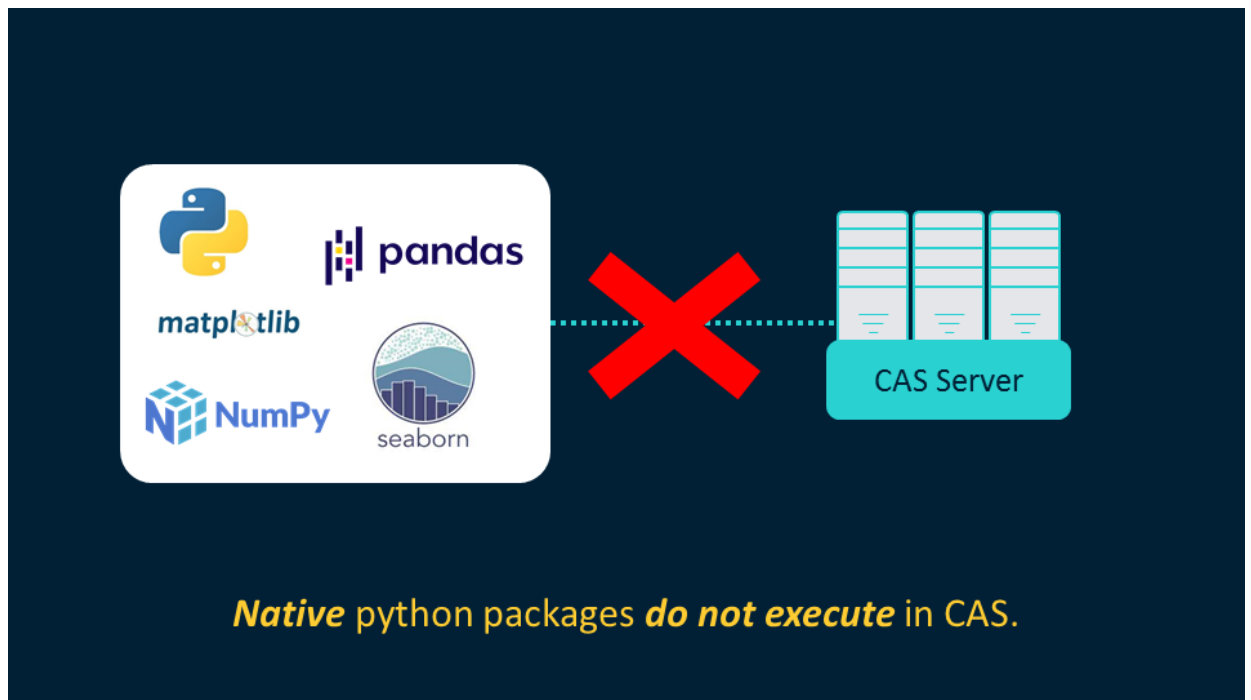 pandas
matplotlib
NumPy
seaborn
CAS Server
Native python packages do not execute in CAS.